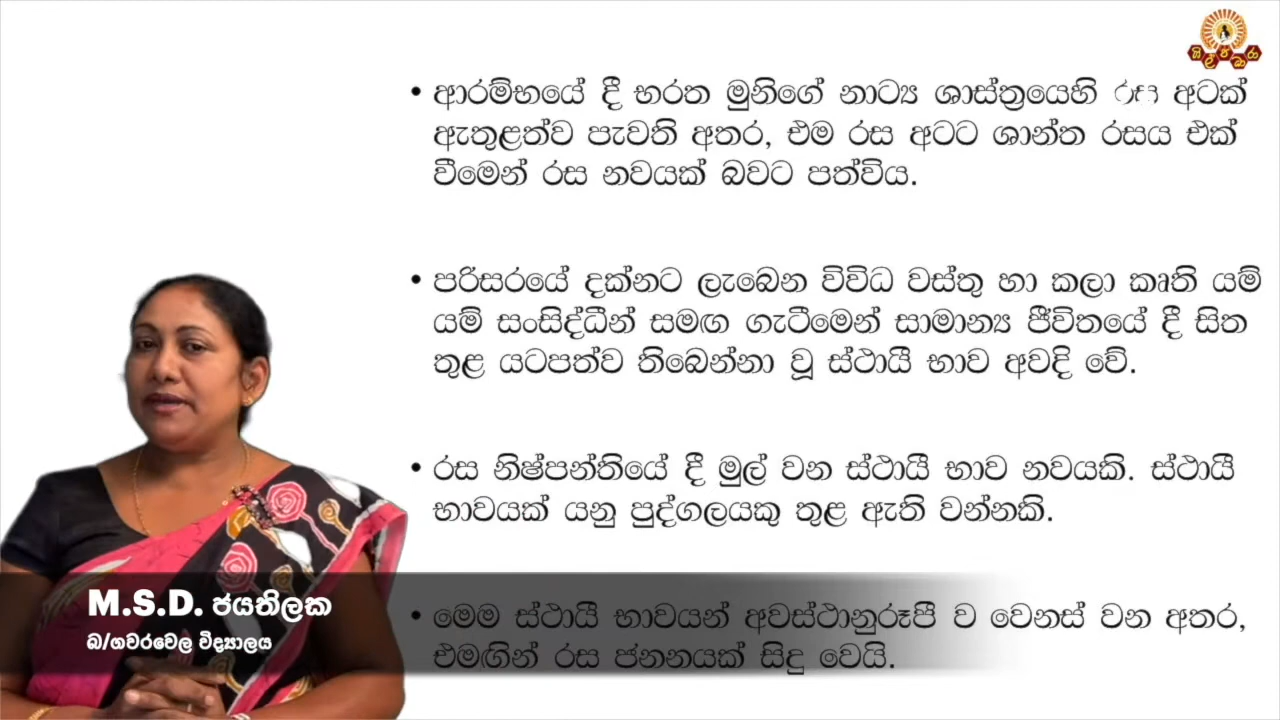 • ආරම්භයේ දී භරත මුනිගේ නාට්‍ය ශාස්ත්‍රයෙහි රස අටක්
ඇතුළත්ව පැවති අතර, එම රස අටට ශාන්ත රසය එක්
වීමෙන් රස නවයක් බවට පත්විය.
• පරිසරයේ දක්නට ලැබෙන විවිධ වස්තු හා කලා කෘති යම්
යම් සංසිද්ධීන් සමඟ ගැටීමෙන් සාමාන්‍ය ජීවිතයේ දී සිත
තුළ යටපත්ව තිබෙන්නා වූ ස්ථායී භාව අවදි වේ.
• රස නිෂ්පන්තියේ දී මුල් වන ස්ථායී භාව නවයකි. ස්ථායී
භාවයක් යනු පුද්ගලයකු තුළ ඇති වන්නකි.
• මෙම ස්ථායී භාවයන් අවස්ථානුරූපී ව වෙනස් වන අතර,
එමඟින් රස ජනනයක් සිදු වෙයි.
M.S.D. ජයතිලක
බ/ගවරවෙල විද්‍යාලය